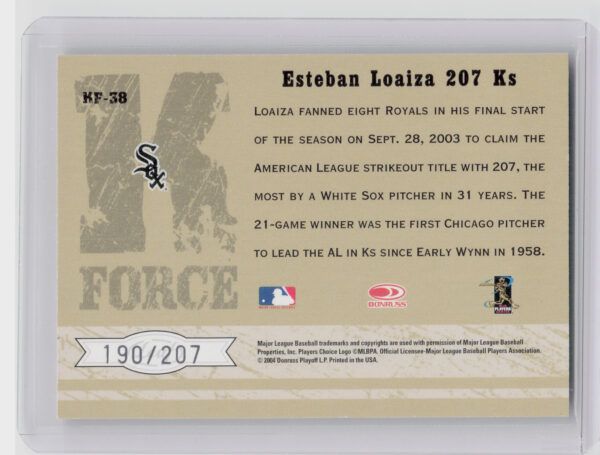 Esteban Loaiza 207 Ks
KF-38
LOAIZA FANNED EIGHT ROYALS IN HIS FINAL START
OF THE SEASON ON SEPT. 28, 2003 TO CLAIM THE
AMERICAN LEAGUE STRIKEOUT TITLE WITH 207, THE
MOST BY A WHITE SOX PITCHER IN 31 YEARS. THE
21-GAME WINNER WAS THE FIRST CHICAGO PITCHER
TO LEAD THE AL IN KS SINCE EARLY WYNN IN 1958.
Sox
K
FORCE
DONRUSS
190/207
Major League Baseball trademarks and copyrights are used with permission of Major League Baseball
Properties, Inc. Players Choice Logo ©MLBPA. Official Licensee-Major League Baseball Players Association.
© 2004 Donruss Playoff L.P. Printed in the USA.